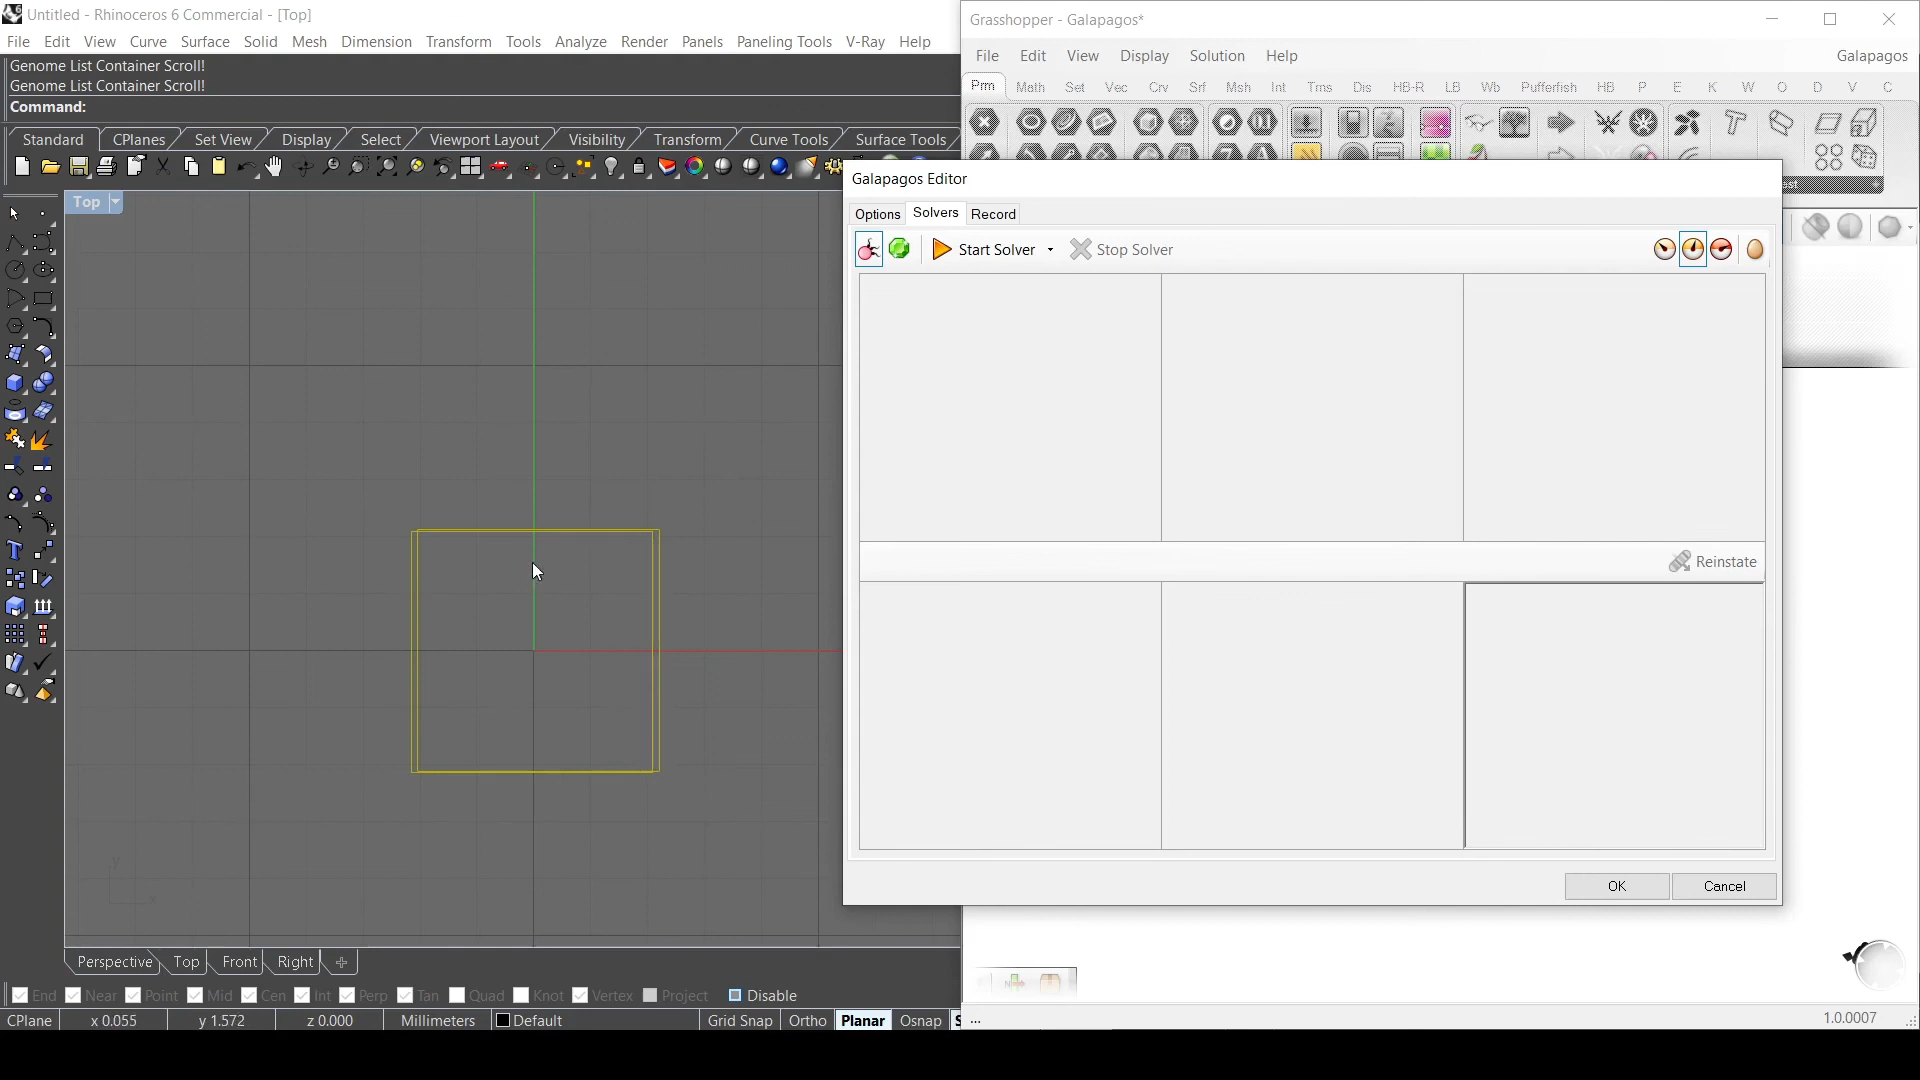 Untitled - Rhinoceros 6 Commercial - [Top]
File Edit View Curve Surface Solid Mesh Dimension Transform Tools Analyze Render Panels Paneling Tools V-Ray Help
Genome List Container Scroll!
Genome List Container Scroll!
Command:
Standard CPlanes Set View Display Select Viewport Layout Visibility Transform Curve Tools Surface Tools
Top
Grasshopper - Galapagos*
File Edit View Display Solution Help Galapagos
Prm Math Set Vec Crv Srf Msh Int Trns Dis HB-R LB Wb Pufferfish HB P E K W O D V C
Galapagos Editor
Options Solvers Record
Start Solver Stop Solver
Reinstate
OK Cancel
y
x
Perspective Top Front Right
End Near Point Mid Cen Int Perp Tan Quad Knot Vertex Project Disable
CPlane x 0.055 y 1.572 z 0.000 Millimeters Default Grid Snap Ortho Planar Osnap S
... 1.0.0007